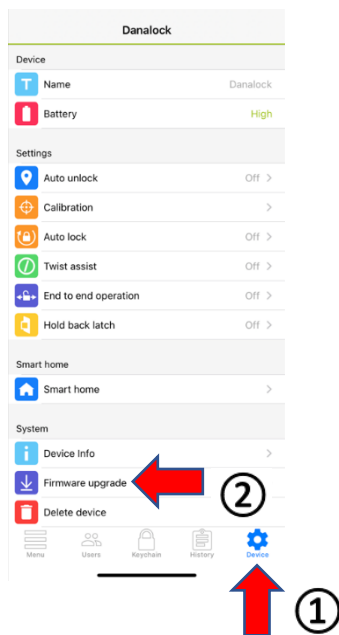 Danalock
Device
Name Danalock
Battery High
Settings
Auto unlock Off
Calibration
Auto lock Off
Twist assist Off
End to end operation Off
Hold back latch Off
Smart home
Smart home
System
Device Info
Firmware upgrade
2
Delete device
Menu Users Keychain History Device
1